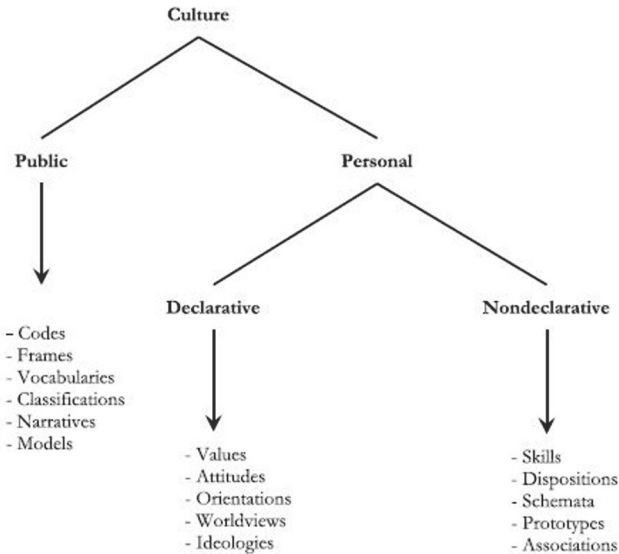 Culture
Public
Personal
Declarative
Nondeclarative
- Codes
- Frames
- Vocabularies
- Classifications
- Narratives
- Models
- Values
- Attitudes
- Orientations
- Worldviews
- Ideologies
- Skills
- Dispositions
- Schemata
- Prototypes
- Associations